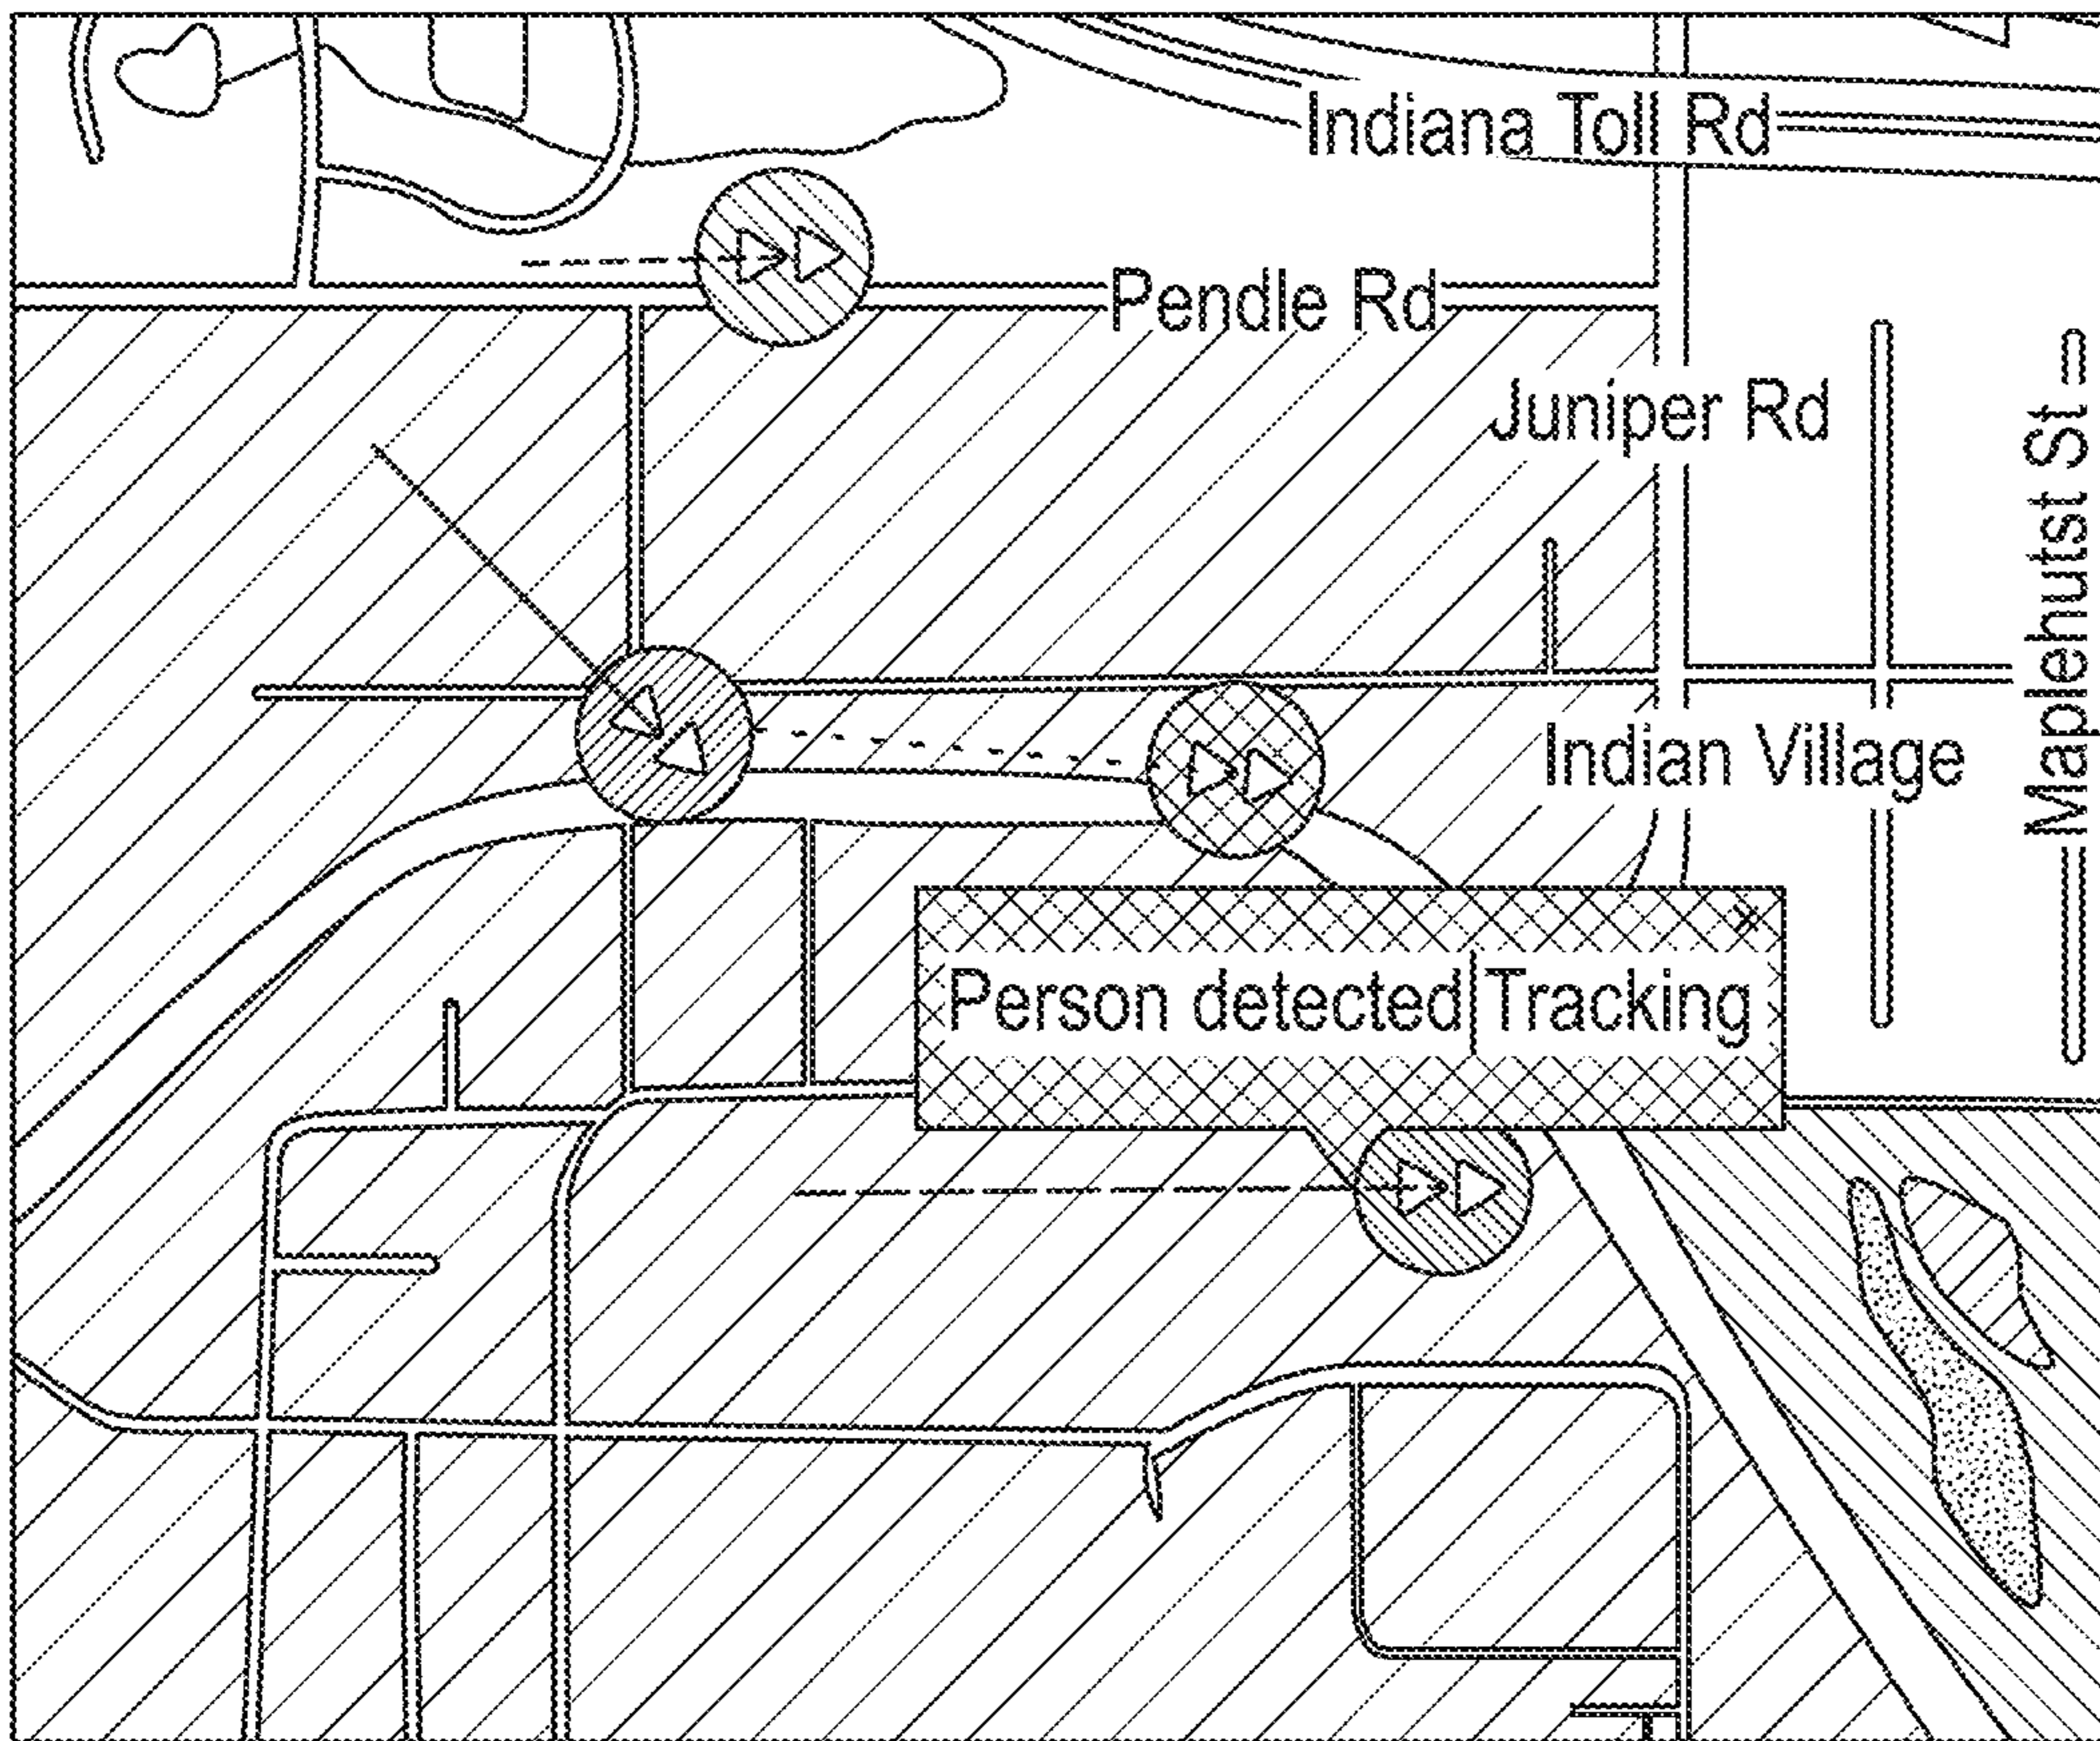 Indiana Toll Rd
Pendle Rd
Juniper Rd
Maplehutst St
Indian Village
x
Person detected|Tracking